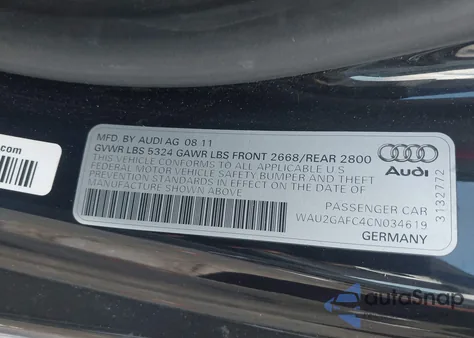 MFD. BY AUDI AG 08 11
GVWR LBS 5324 GAWR LBS FRONT 2668/REAR 2800
THIS VEHICLE CONFORMS TO ALL APPLICABLE U S
FEDERAL MOTOR VEHICLE SAFETY BUMPER AND THEFT
PREVENTION STANDARDS IN EFFECT ON THE DATE OF
MANUFACTURE SHOWN ABOVE.
Audi
3132772
PASSENGER CAR
WAU2GAFC4CN034619
GERMANY
.com
autoSnap